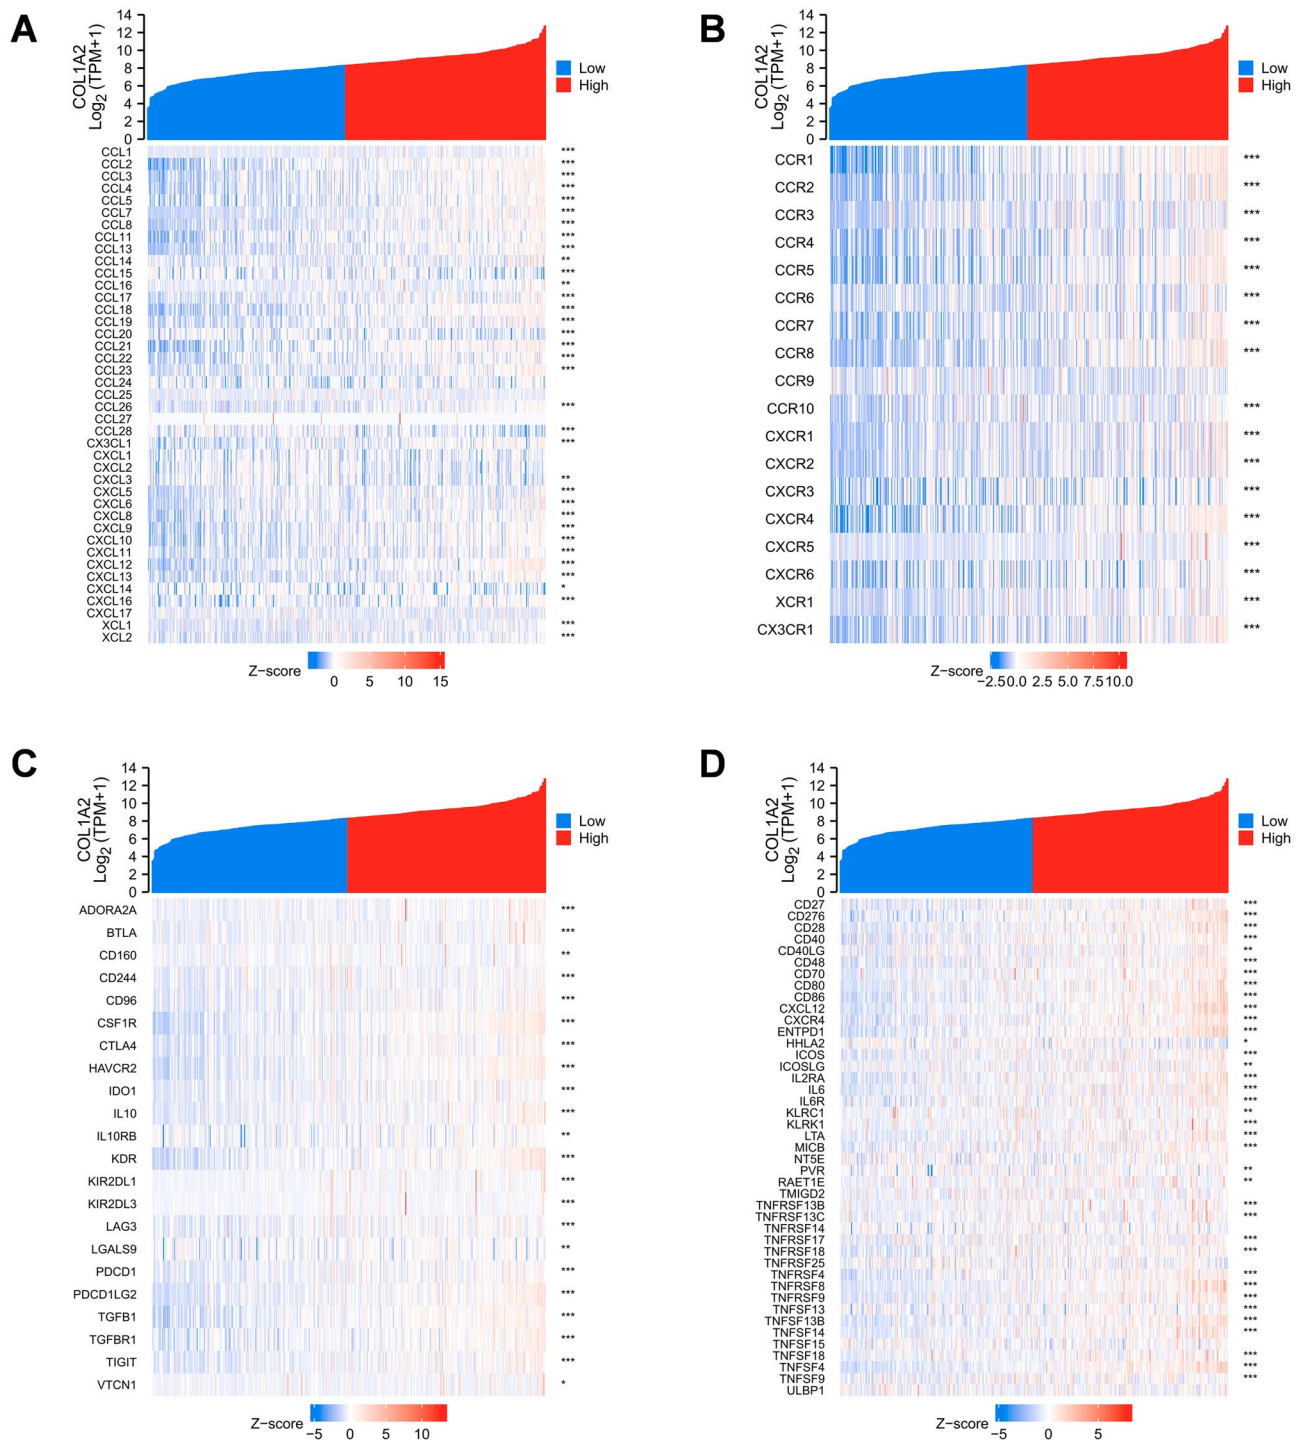 A
COL1A2
Log2 (TPM+1)
14
12
10
8
6
4
2
0
Low
High
CCL1 ***
CCL2 ***
CCL3 ***
CCL4 ***
CCL5 ***
CCL7 ***
CCL8 ***
CCL11 ***
CCL13 ***
CCL14 **
CCL15 ***
CCL16 **
CCL17 ***
CCL18 ***
CCL19 ***
CCL20 ***
CCL21 ***
CCL22 ***
CCL23 ***
CCL24
CCL25
CCL26 ***
CCL27
CCL28 ***
CX3CL1 ***
CXCL1
CXCL2
CXCL3 **
CXCL5 ***
CXCL6 ***
CXCL8 ***
CXCL9 ***
CXCL10 ***
CXCL11 ***
CXCL12 ***
CXCL13 ***
CXCL14 *
CXCL16 ***
CXCL17
XCL1 ***
XCL2 ***
Z−score
0 5 10 15
B
COL1A2
Log2 (TPM+1)
14
12
10
8
6
4
2
0
Low
High
CCR1 ***
CCR2 ***
CCR3 ***
CCR4 ***
CCR5 ***
CCR6 ***
CCR7 ***
CCR8 ***
CCR9
CCR10 ***
CXCR1 ***
CXCR2 ***
CXCR3 ***
CXCR4 ***
CXCR5 ***
CXCR6 ***
XCR1 ***
CX3CR1 ***
Z−score
−2.5 0.0 2.5 5.0 7.5 10.0
C
COL1A2
Log2 (TPM+1)
14
12
10
8
6
4
2
0
Low
High
ADORA2A ***
BTLA ***
CD160 **
CD244 ***
CD96 ***
CSF1R ***
CTLA4 ***
HAVCR2 ***
IDO1 ***
IL10 ***
IL10RB **
KDR ***
KIR2DL1 ***
KIR2DL3 ***
LAG3 ***
LGALS9 **
PDCD1 ***
PDCD1LG2 ***
TGFB1 ***
TGFBR1 ***
TIGIT ***
VTCN1 *
Z−score
−5 0 5 10
D
COL1A2
Log2 (TPM+1)
14
12
10
8
6
4
2
0
Low
High
CD27 ***
CD276 ***
CD28 ***
CD40 ***
CD40LG **
CD48 ***
CD70 ***
CD80 ***
CD86 ***
CXCL12 ***
CXCR4 ***
ENTPD1 ***
HHLA2 *
ICOS ***
ICOSLG **
IL2RA ***
IL6 ***
IL6R ***
KLRC1 **
KLRK1 ***
LTA ***
MICB ***
NT5E
PVR **
RAET1E **
TMIGD2
TNFRSF13B ***
TNFRSF13C ***
TNFRSF14
TNFRSF17 ***
TNFRSF18 ***
TNFRSF25
TNFRSF4 ***
TNFRSF8 ***
TNFRSF9 ***
TNFSF13 ***
TNFSF13B ***
TNFSF14 ***
TNFSF15
TNFSF18 ***
TNFSF4 ***
TNFSF9 ***
ULBP1
Z−score
−5 0 5